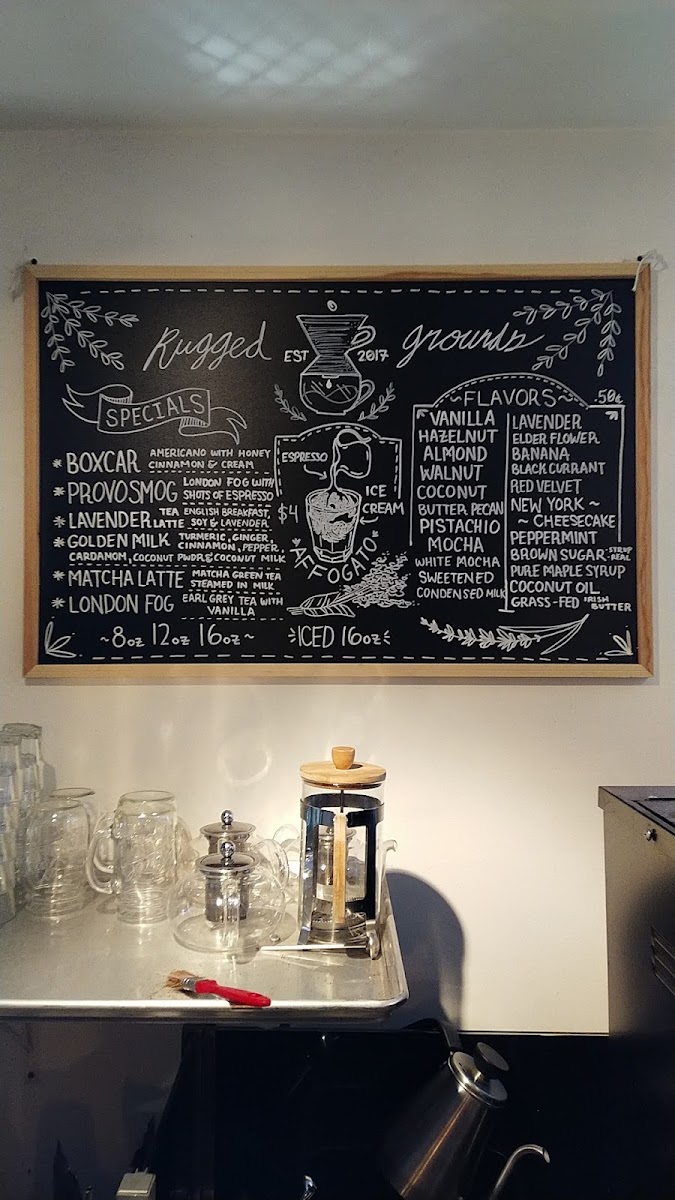 Rugged EST 2017 grounds
SPECIALS
* BOXCAR AMERICANO WITH HONEY
CINNAMON & CREAM
* PROVO SMOG LONDON FOG WITH
SHOTS OF ESPRESSO
* LAVENDER LATTE TEA ENGLISH BREAKFAST,
SOY & LAVENDER
* GOLDEN MILK TURMERIC, GINGER,
CINNAMON, PEPPER,
CARDAMOM, COCONUT PWDR & COCONUT MILK
* MATCHA LATTE MATCHA GREEN TEA
STEAMED IN MILK
* LONDON FOG EARL GREY TEA WITH
VANILLA
~8oz 12oz 16oz~
ESPRESSO
ICE
CREAM
$4
"AFFOGATO"
ICED 16oz
~FLAVORS~ .50¢
VANILLA
HAZELNUT
ALMOND
WALNUT
COCONUT
BUTTER PECAN
PISTACHIO
MOCHA
WHITE MOCHA
SWEETENED
CONDENSED MILK
LAVENDER
ELDER FLOWER
BANANA
BLACK CURRANT
RED VELVET
NEW YORK ~
~ CHEESECAKE
PEPPERMINT
BROWN SUGAR -SYRUP
-REAL
PURE MAPLE SYRUP
COCONUT OIL
GRASS-FED *IRISH
BUTTER